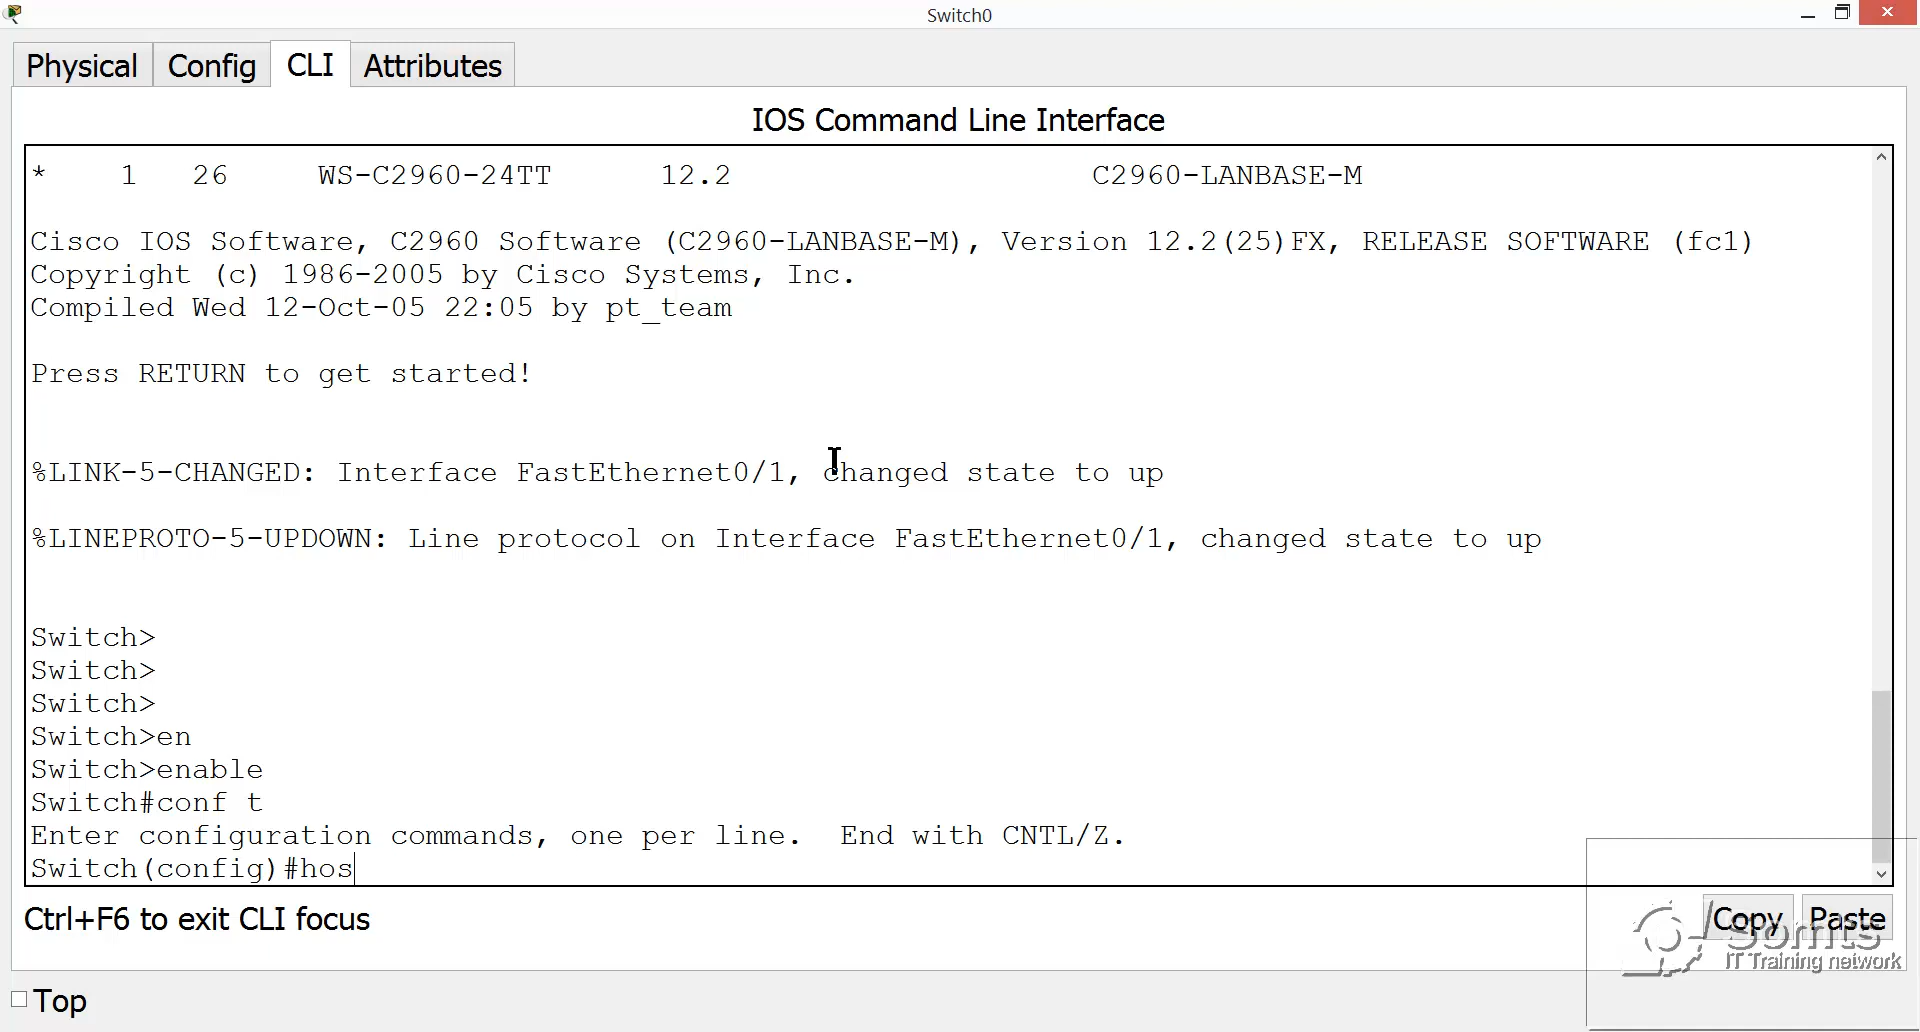 Switch0
Physical Config CLI Attributes
IOS Command Line Interface
* 1 26 WS-C2960-24TT 12.2 C2960-LANBASE-M
Cisco IOS Software, C2960 Software (C2960-LANBASE-M), Version 12.2(25)FX, RELEASE SOFTWARE (fc1)
Copyright (c) 1986-2005 by Cisco Systems, Inc.
Compiled Wed 12-Oct-05 22:05 by pt_team
Press RETURN to get started!
%LINK-5-CHANGED: Interface FastEthernet0/1, changed state to up
%LINEPROTO-5-UPDOWN: Line protocol on Interface FastEthernet0/1, changed state to up
Switch>
Switch>
Switch>
Switch>en
Switch>enable
Switch#conf t
Enter configuration commands, one per line.  End with CNTL/Z.
Switch(config)#hos
Ctrl+F6 to exit CLI focus
Copy Paste
Somits
IT Training network
Top